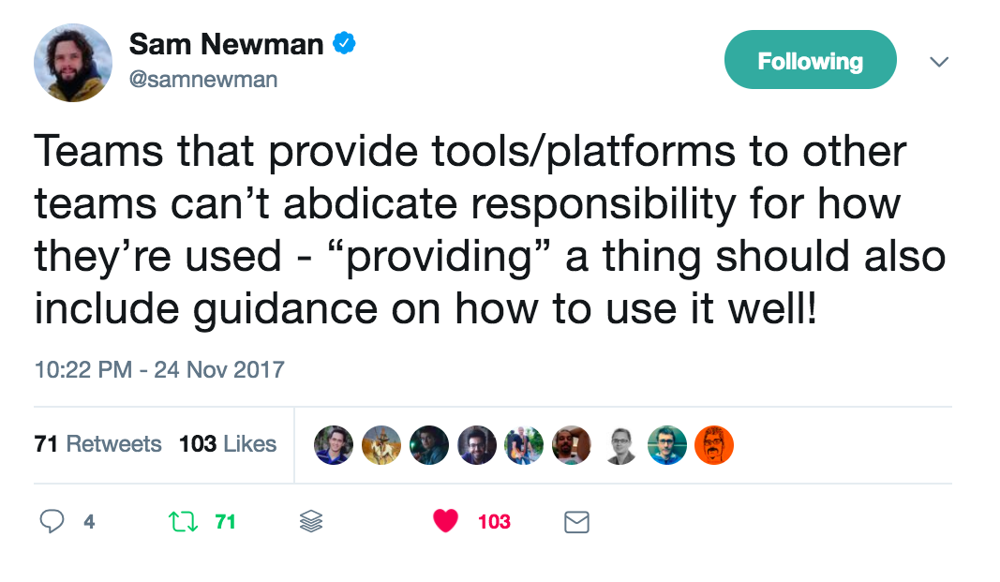 Sam Newman
@samnewman
Following
Teams that provide tools/platforms to other
teams can’t abdicate responsibility for how
they’re used - “providing” a thing should also
include guidance on how to use it well!
10:22 PM - 24 Nov 2017
71 Retweets 103 Likes
4 71 103